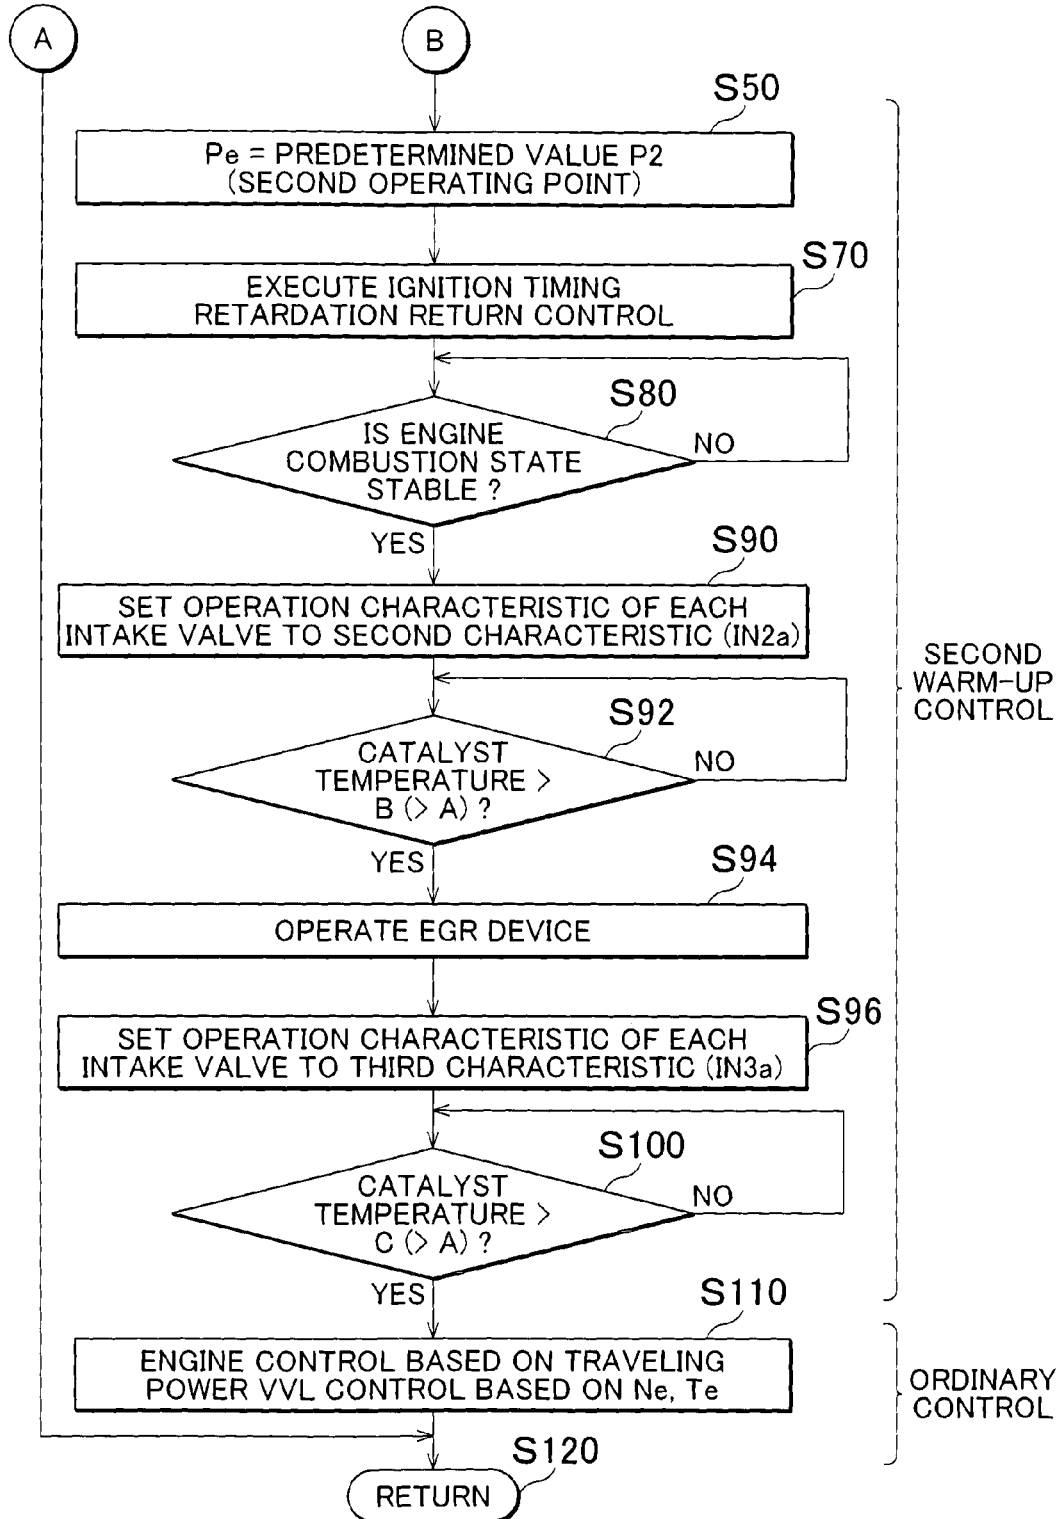 A
B
S50
Pe = PREDETERMINED VALUE P2
(SECOND OPERATING POINT)
S70
EXECUTE IGNITION TIMING
RETARDATION RETURN CONTROL
S80
IS ENGINE
COMBUSTION STATE
STABLE ?
NO
YES
S90
SET OPERATION CHARACTERISTIC OF EACH
INTAKE VALVE TO SECOND CHARACTERISTIC (IN2a)
SECOND
WARM-UP
CONTROL
S92
CATALYST
TEMPERATURE >
B (> A) ?
NO
YES
S94
OPERATE EGR DEVICE
S96
SET OPERATION CHARACTERISTIC OF EACH
INTAKE VALVE TO THIRD CHARACTERISTIC (IN3a)
S100
CATALYST
TEMPERATURE >
C (> A) ?
NO
YES
S110
ENGINE CONTROL BASED ON TRAVELING
POWER VVL CONTROL BASED ON Ne, Te
ORDINARY
CONTROL
S120
RETURN